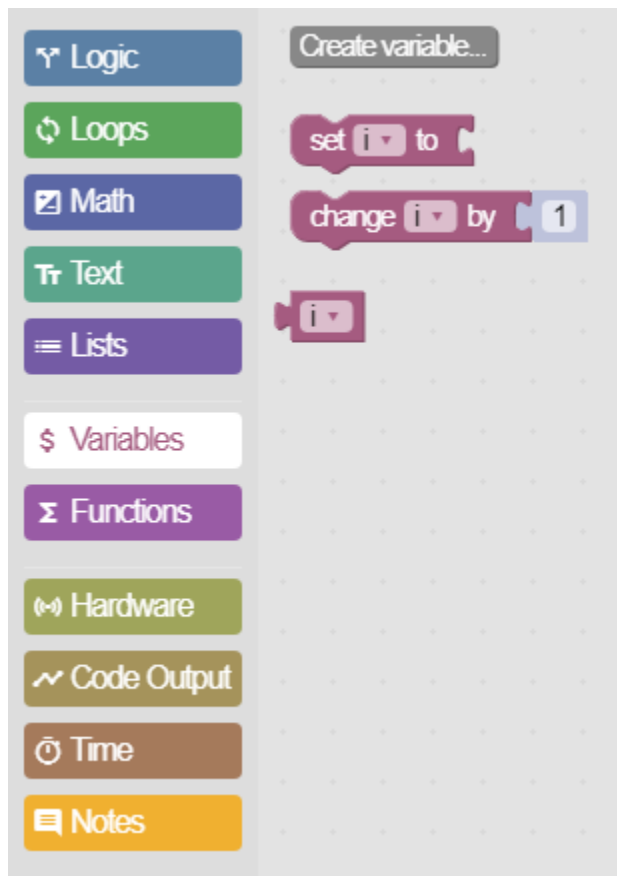 Logic
Loops
Math
Tт Text
Lists
$ Variables
Σ Functions
Hardware
Code Output
Time
Notes
Create variable...
set i to
change i by 1
i